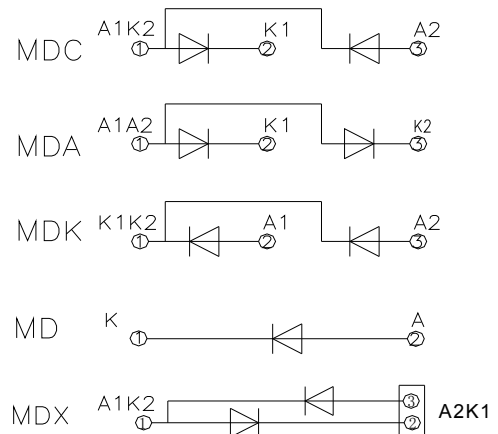 MDC A1K2 K1 A2
1 2 3
MDA A1A2 K1 K2
1 2 3
MDK K1K2 A1 A2
1 2 3
MD K A
1 2
MDX A1K2 3 A2K1
1 2